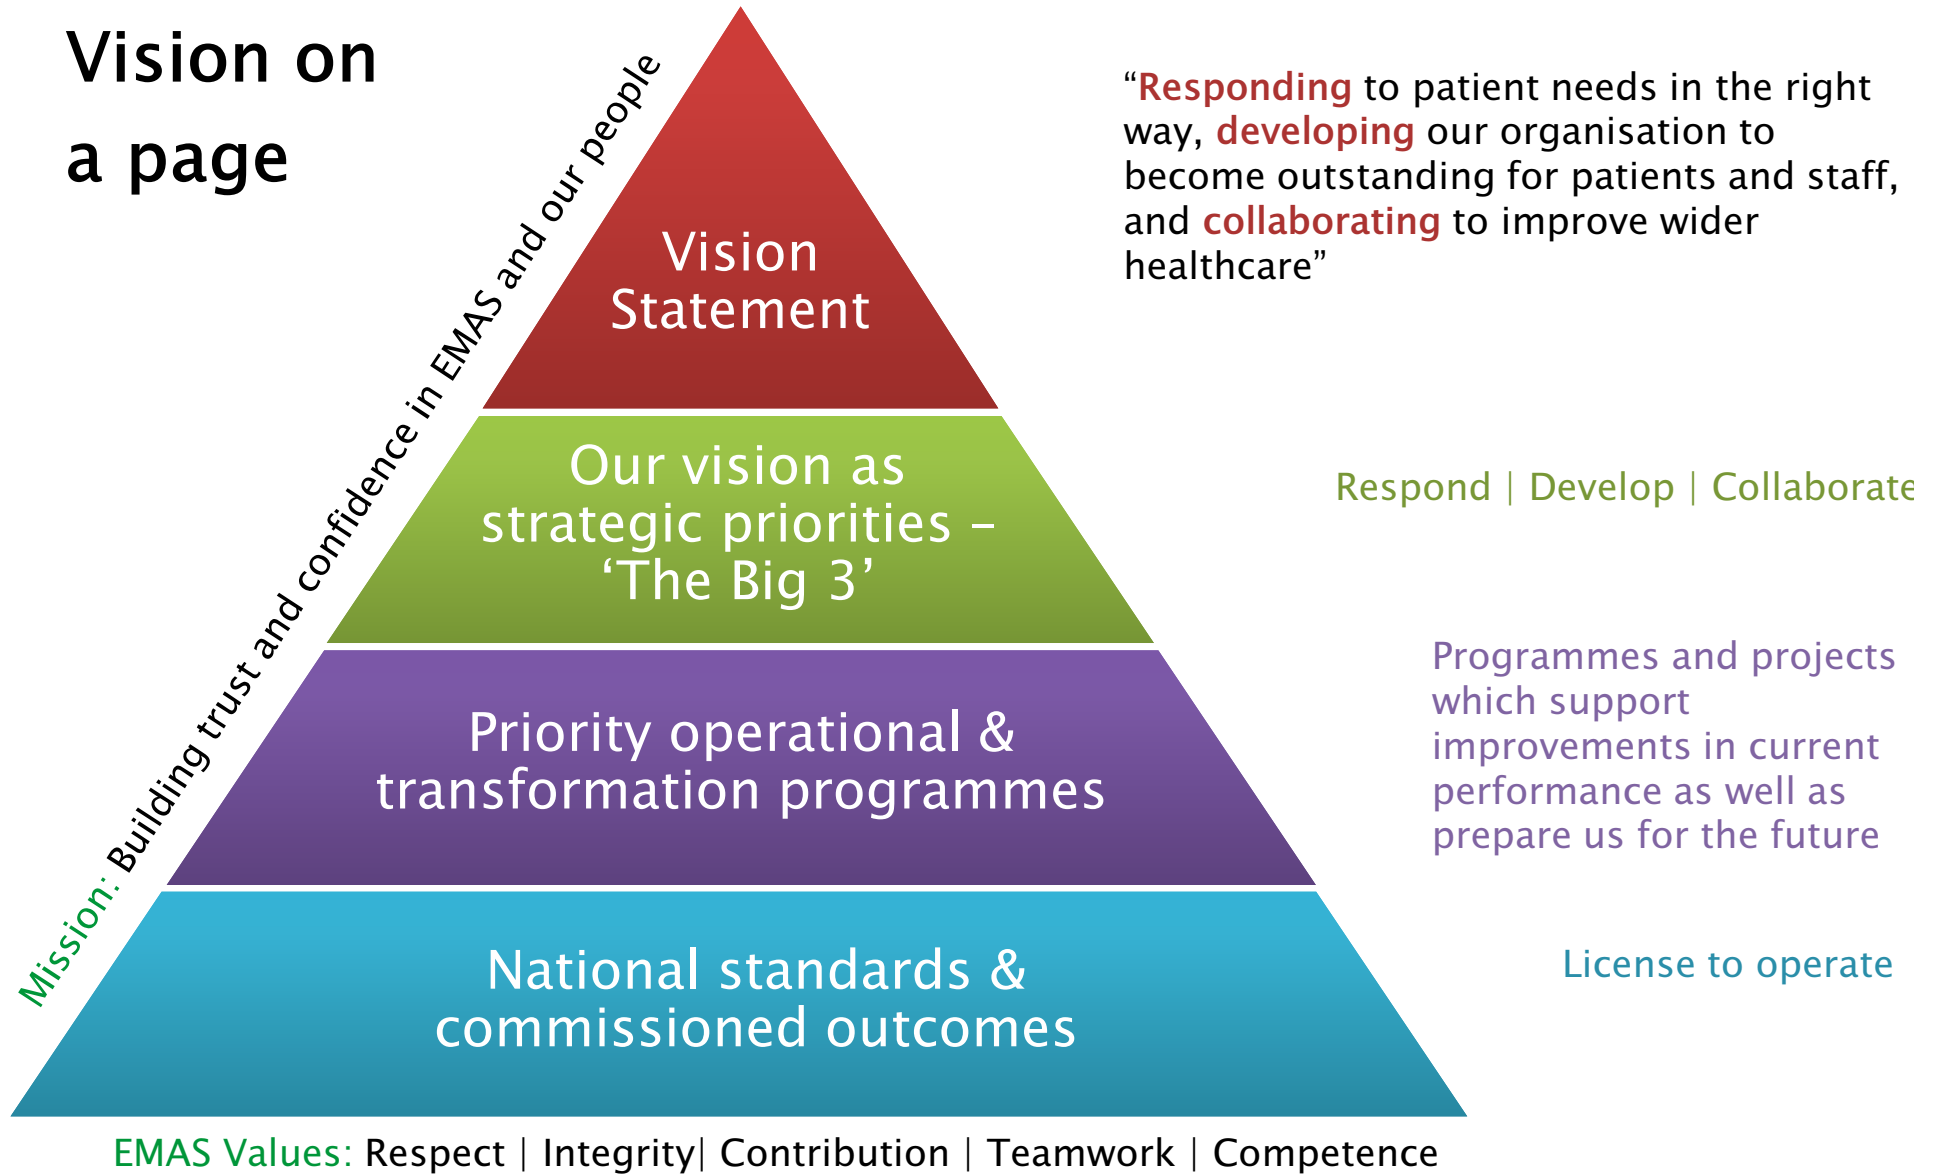 Vision on
a page
Mission: Building trust and confidence in EMAS and our people
Vision
Statement
“Responding to patient needs in the right
way, developing our organisation to
become outstanding for patients and staff,
and collaborating to improve wider
healthcare”
Our vision as
strategic priorities –
‘The Big 3’
Respond | Develop | Collaborate
Priority operational &
transformation programmes
Programmes and projects
which support
improvements in current
performance as well as
prepare us for the future
National standards &
commissioned outcomes
License to operate
EMAS Values: Respect | Integrity| Contribution | Teamwork | Competence